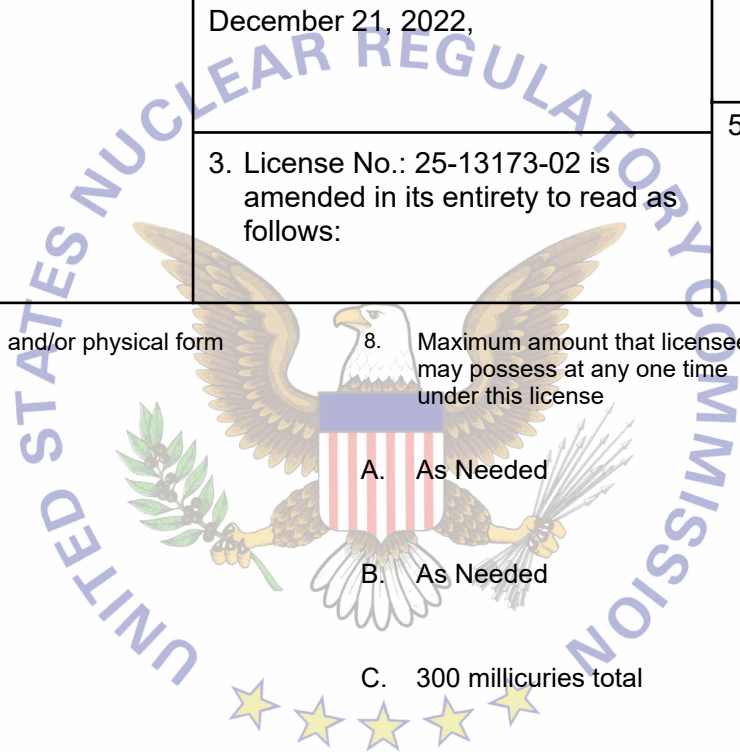 December 21, 2022,
5
3. License No.: 25-13173-02 is
amended in its entirety to read as
follows:
and/or physical form
8. Maximum amount that licensee
may possess at any one time
under this license
A. As Needed
B. As Needed
C. 300 millicuries total
UNITED STATES NUCLEAR REGULATORY COMMISSION